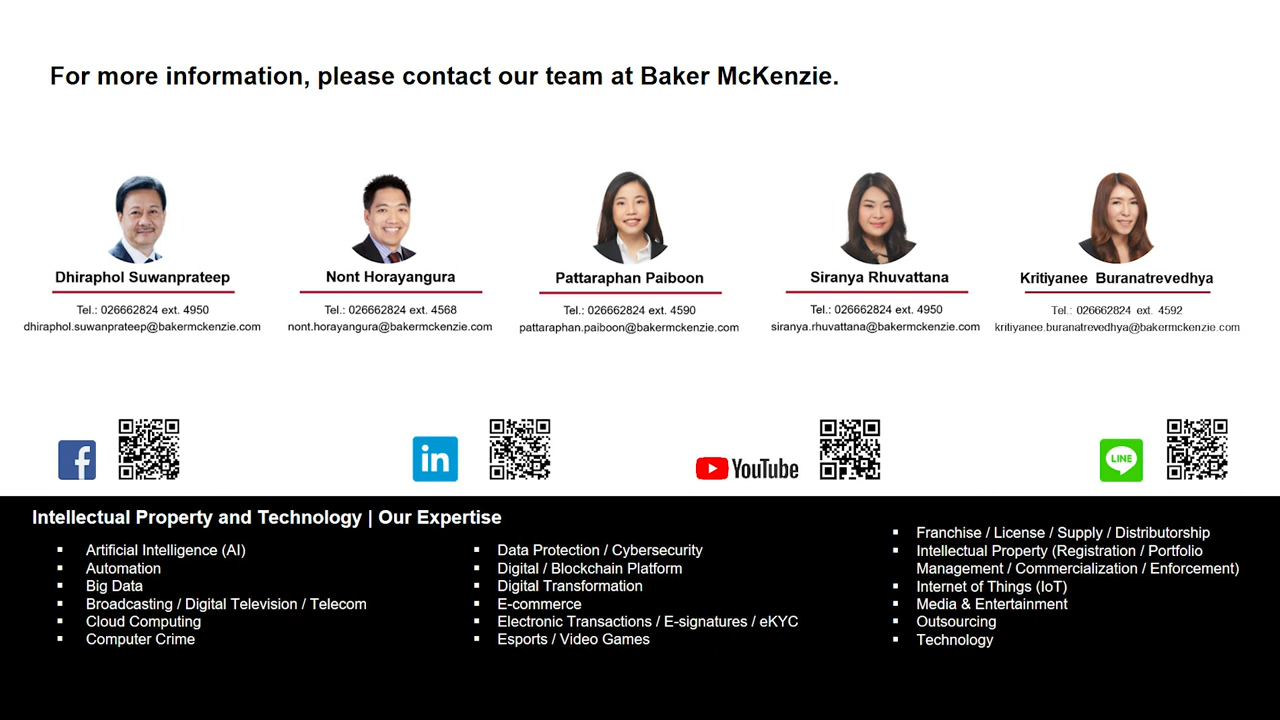 For more information, please contact our team at Baker McKenzie.
Dhiraphol Suwanprateep
Tel.: 026662824 ext. 4950
dhiraphol.suwanprateep@bakermckenzie.com
Nont Horayangura
Tel.: 026662824 ext. 4568
nont.horayangura@bakermckenzie.com
Pattaraphan Paiboon
Tel.: 026662824 ext. 4590
pattaraphan.paiboon@bakermckenzie.com
Siranya Rhuvattana
Tel.: 026662824 ext. 4950
siranya.rhuvattana@bakermckenzie.com
Kritiyanee Buranatrevedhya
Tel.: 026662824 ext. 4592
kritiyanee.buranatrevedhya@bakermckenzie.com
f
in
YouTube
LINE
Intellectual Property and Technology | Our Expertise
▪ Artificial Intelligence (AI)
▪ Automation
▪ Big Data
▪ Broadcasting / Digital Television / Telecom
▪ Cloud Computing
▪ Computer Crime
▪ Data Protection / Cybersecurity
▪ Digital / Blockchain Platform
▪ Digital Transformation
▪ E-commerce
▪ Electronic Transactions / E-signatures / eKYC
▪ Esports / Video Games
▪ Franchise / License / Supply / Distributorship
▪ Intellectual Property (Registration / Portfolio
Management / Commercialization / Enforcement)
▪ Internet of Things (IoT)
▪ Media & Entertainment
▪ Outsourcing
▪ Technology